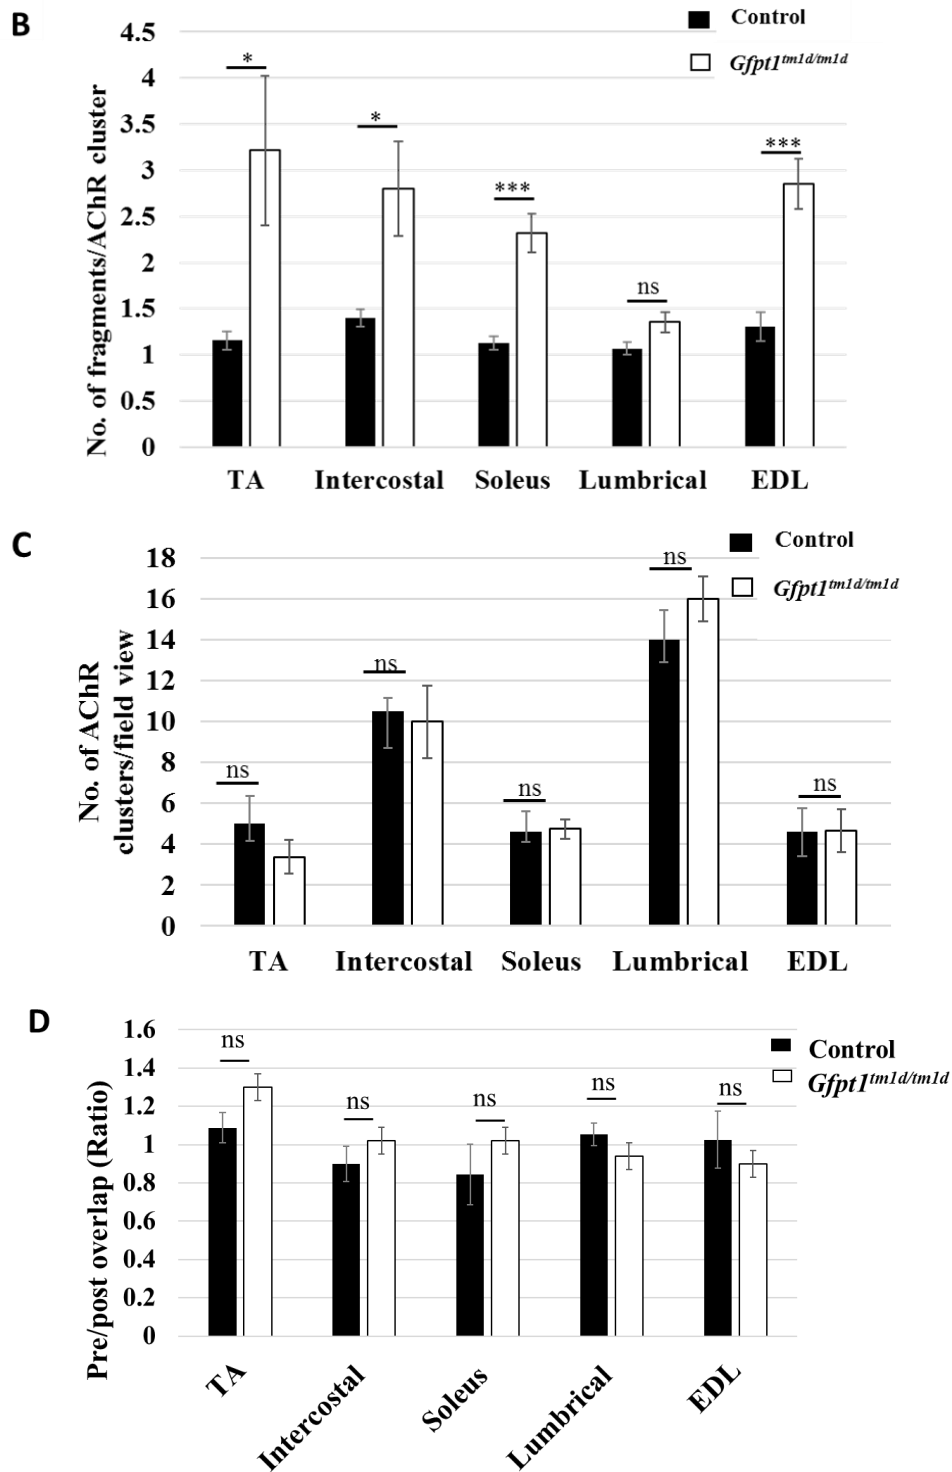 B
Control
Gfpt1tm1d/tm1d
No. of fragments/AChR cluster
4.5
4
3.5
3
2.5
2
1.5
1
0.5
0
*
*
***
ns
***
TA Intercostal Soleus Lumbrical EDL
C
Control
Gfpt1tm1d/tm1d
No. of AChR
clusters/field view
18
16
14
12
10
8
6
4
2
0
ns
ns
ns
ns
ns
TA Intercostal Soleus Lumbrical EDL
D
Control
Gfpt1tm1d/tm1d
Pre/post overlap (Ratio)
1.6
1.4
1.2
1
0.8
0.6
0.4
0.2
0
ns
ns
ns
ns
ns
TA
Intercostal
Soleus
Lumbrical
EDL